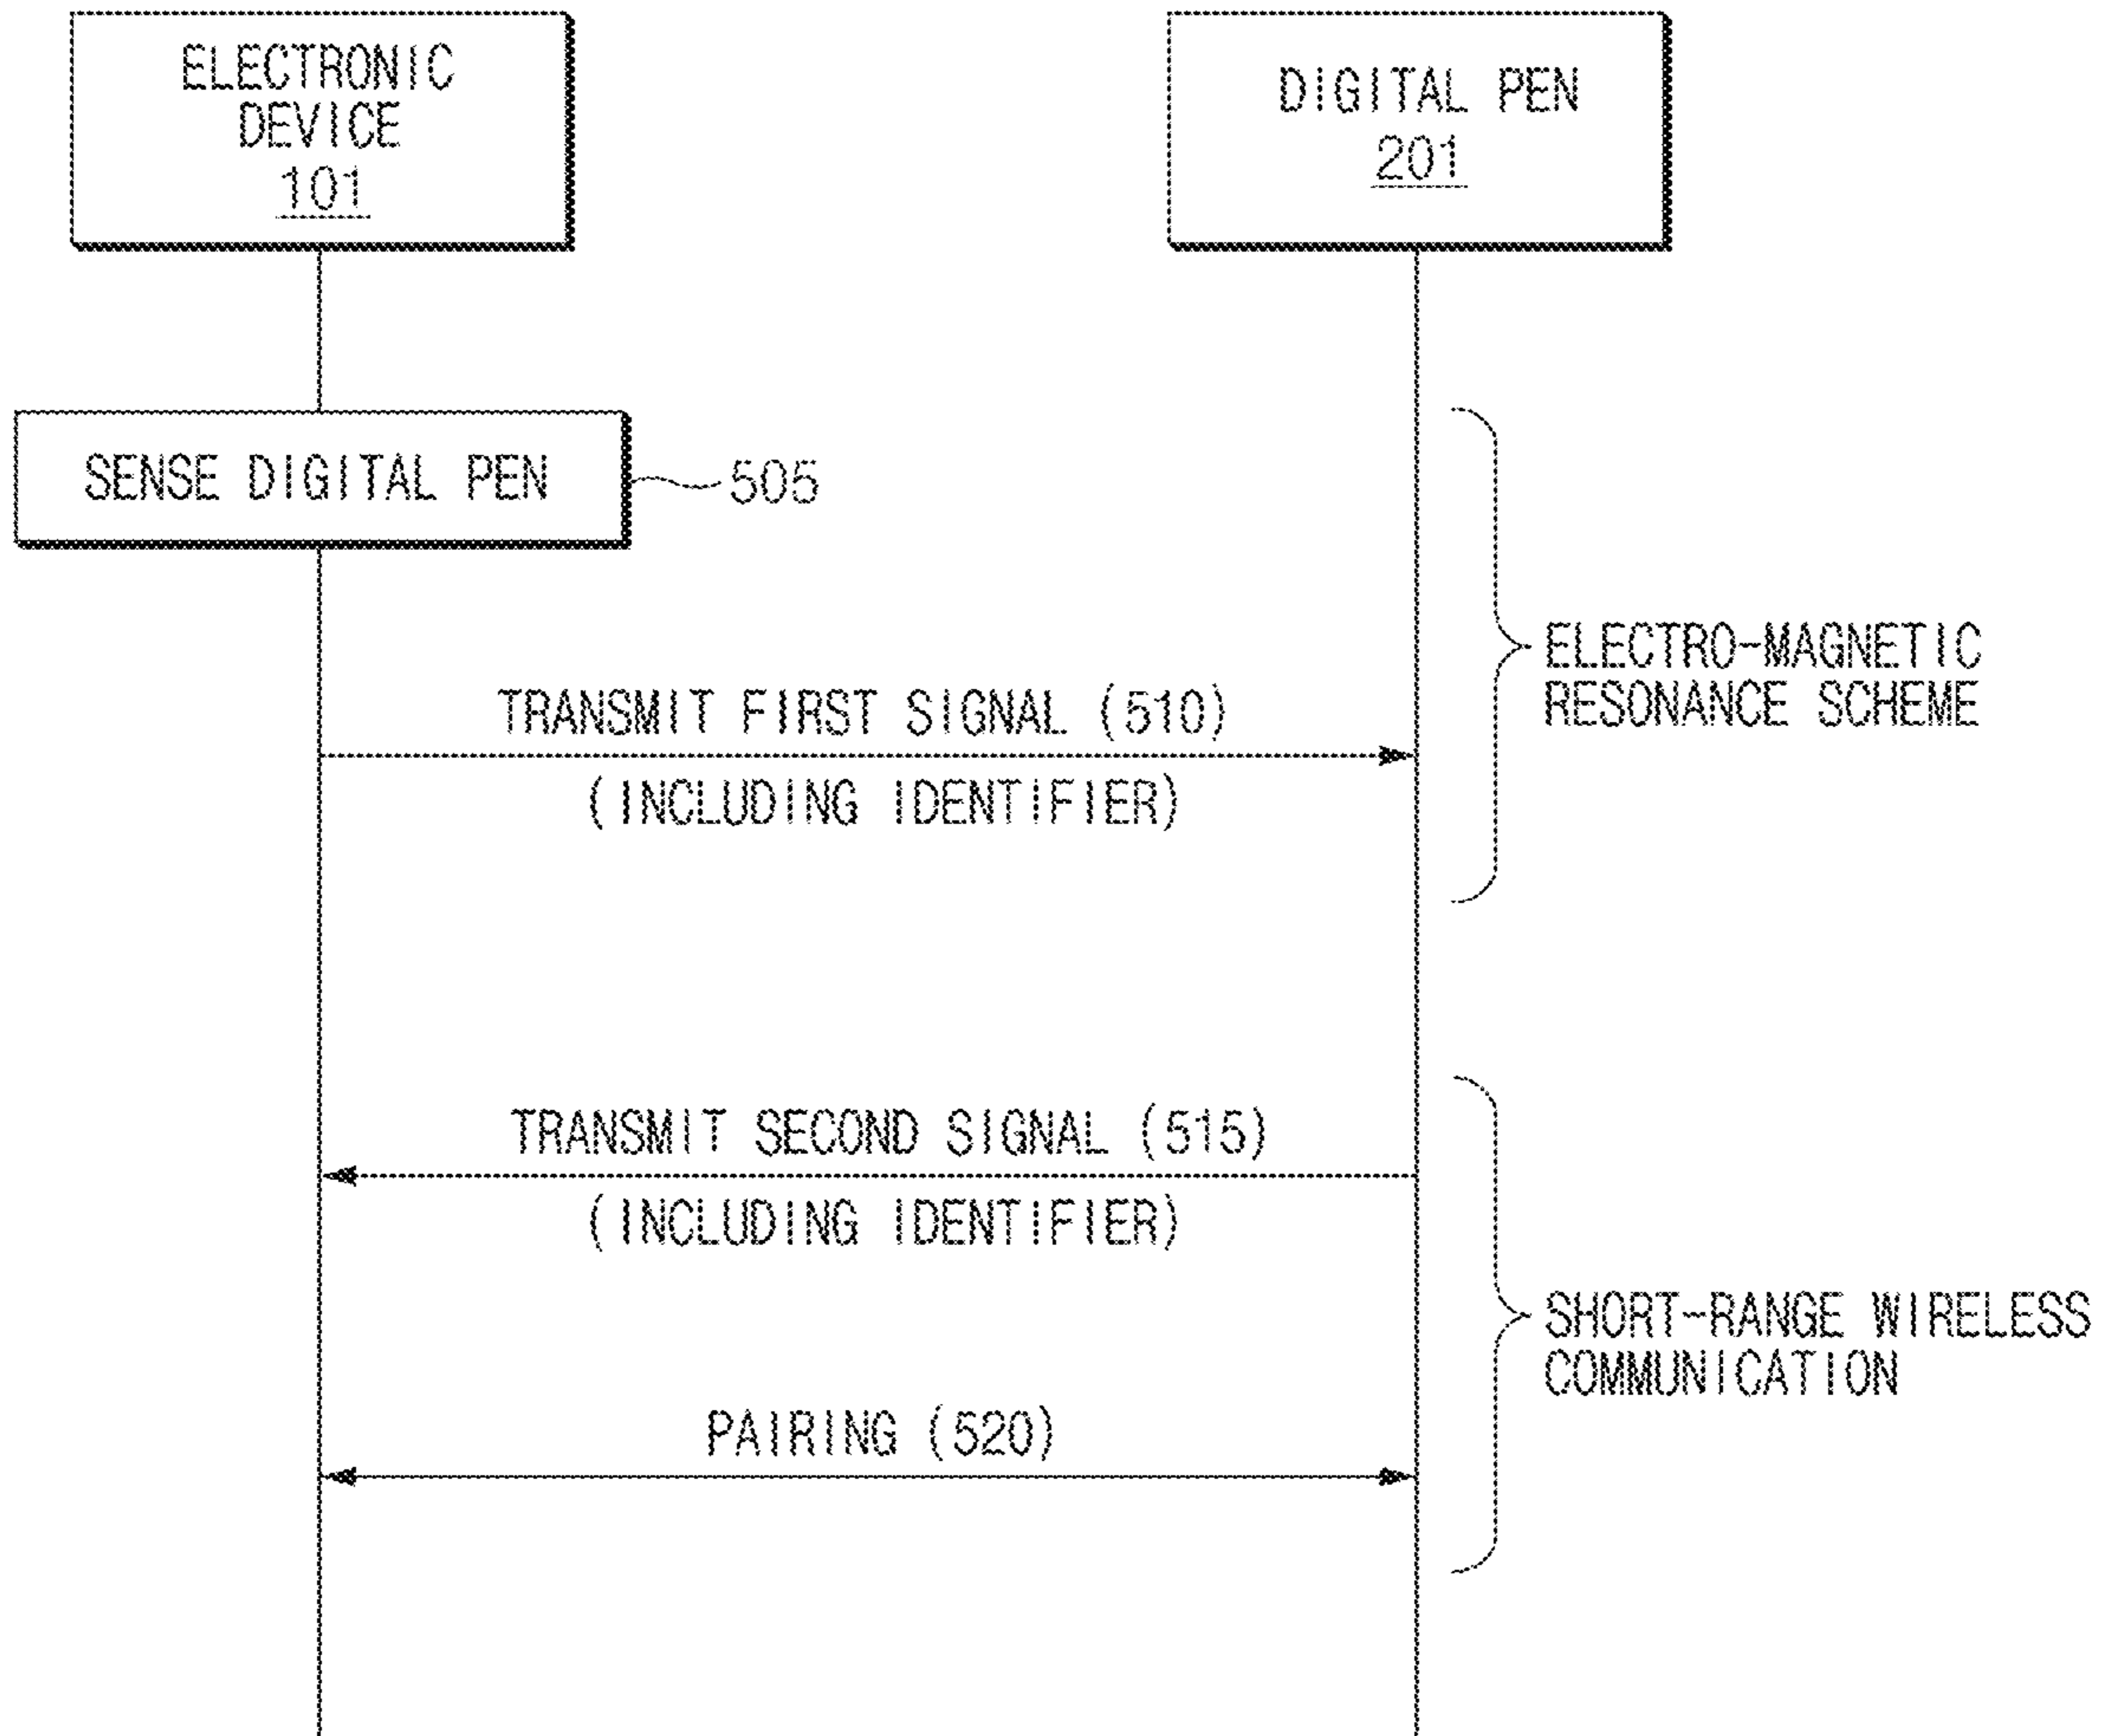 ELECTRONIC
DEVICE
101
DIGITAL PEN
201
SENSE DIGITAL PEN
505
ELECTRO-MAGNETIC
RESONANCE SCHEME
TRANSMIT FIRST SIGNAL (510)
(INCLUDING IDENTIFIER)
TRANSMIT SECOND SIGNAL (515)
(INCLUDING IDENTIFIER)
SHORT-RANGE WIRELESS
COMMUNICATION
PAIRING (520)